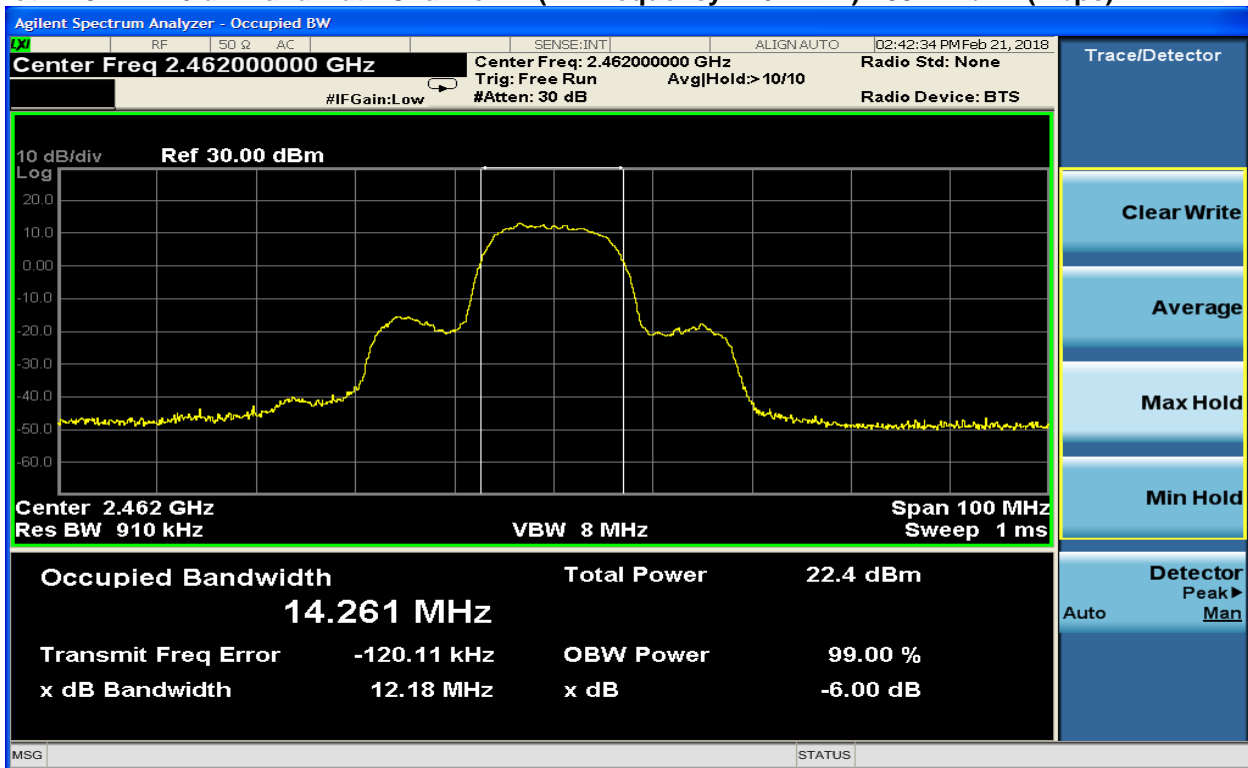 Agilent Spectrum Analyzer - Occupied BW
LXI RF 50 Ω AC SENSE:INT ALIGN AUTO 02:42:34 PM Feb 21, 2018
Center Freq 2.462000000 GHz
Center Freq: 2.462000000 GHz
Radio Std: None
Trig: Free Run Avg|Hold:>10/10
#IFGain:Low #Atten: 30 dB Radio Device: BTS
10 dB/div Ref 30.00 dBm
Log
20.0
10.0
0.00
-10.0
-20.0
-30.0
-40.0
-50.0
-60.0
Center 2.462 GHz Span 100 MHz
Res BW 910 kHz VBW 8 MHz Sweep 1 ms
Occupied Bandwidth Total Power 22.4 dBm
14.261 MHz
Transmit Freq Error -120.11 kHz OBW Power 99.00 %
x dB Bandwidth 12.18 MHz x dB -6.00 dB
Trace/Detector
Clear Write
Average
Max Hold
Min Hold
Detector
Peak▶
Auto Man
MSG STATUS